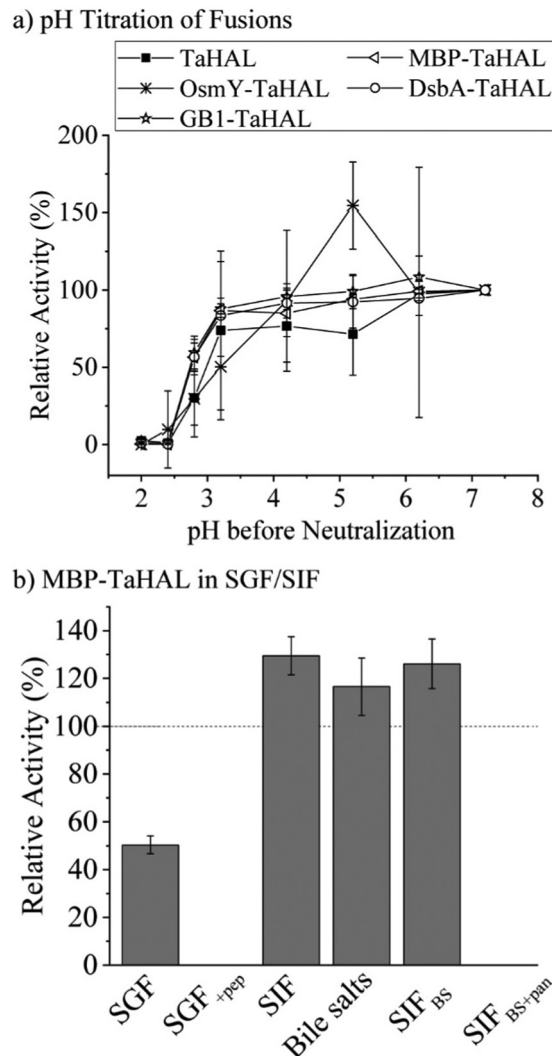 a) pH Titration of Fusions
TaHAL MBP-TaHAL
OsmY-TaHAL DsbA-TaHAL
GB1-TaHAL
200
150
100
50
0
Relative Activity (%)
2 3 4 5 6 7 8
pH before Neutralization
b) MBP-TaHAL in SGF/SIF
140
120
100
80
60
40
20
0
Relative Activity (%)
SGF SGF +pep SIF Bile salts SIF BS SIF BS+pan